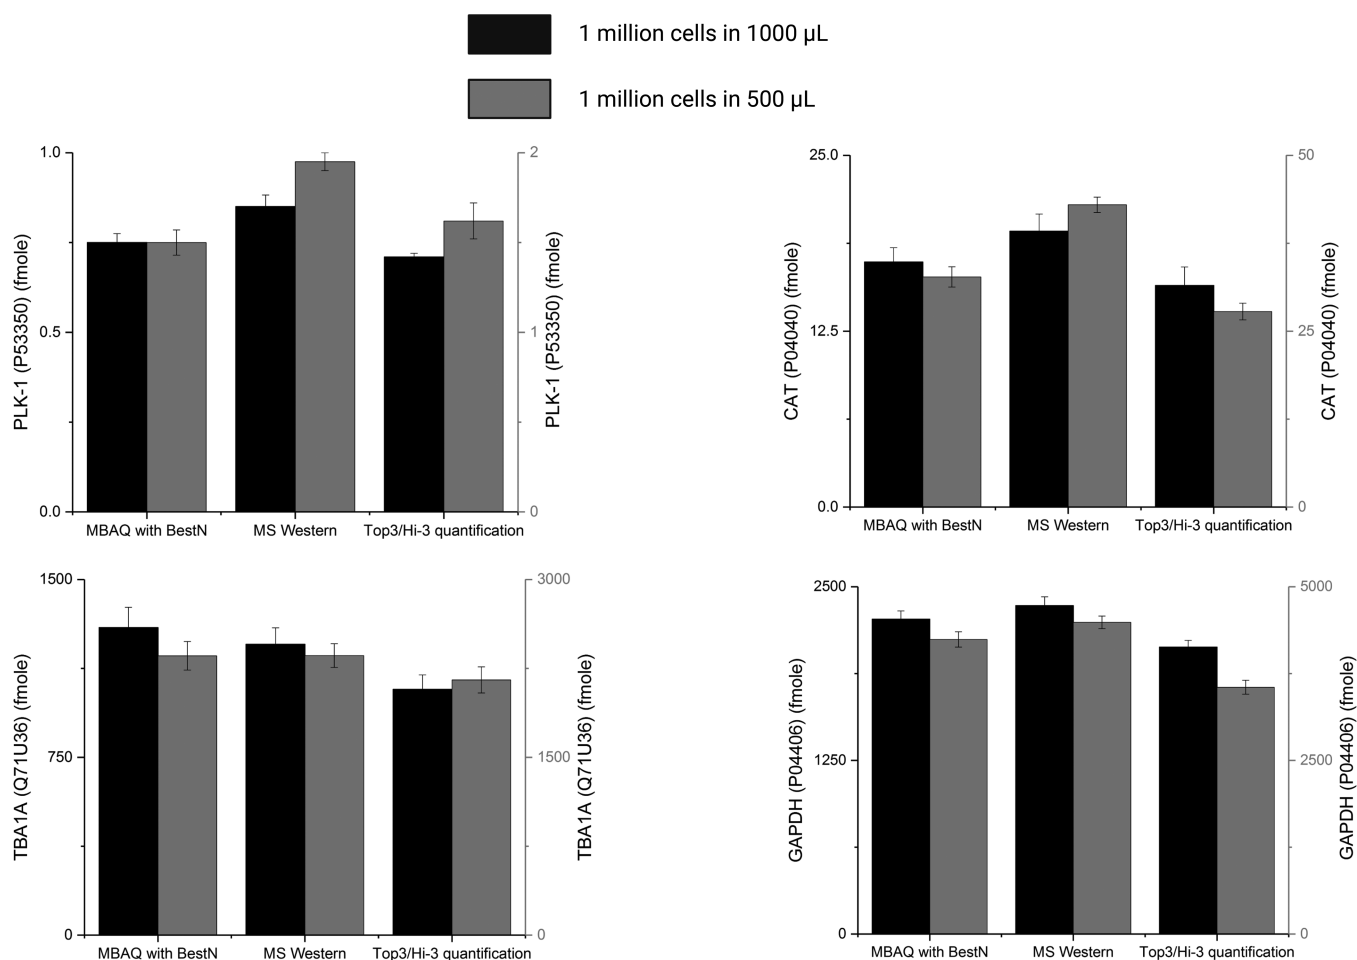 1 million cells in 1000 µL
1 million cells in 500 µL
PLK-1 (P53350) (fmole)
1.0
0.5
0.0
2
1
0
PLK-1 (P53350) (fmole)
MBAQ with BestN
MS Western
Top3/Hi-3 quantification
CAT (P04040) (fmole)
25.0
12.5
0.0
50
25
0
CAT (P04040) (fmole)
MBAQ with BestN
MS Western
Top3/Hi-3 quantification
TBA1A (Q71U36) (fmole)
1500
750
0
3000
1500
0
TBA1A (Q71U36) (fmole)
MBAQ with BestN
MS Western
Top3/Hi-3 quantification
GAPDH (P04406) (fmole)
2500
1250
0
5000
2500
0
GAPDH (P04406) (fmole)
MBAQ with BestN
MS Western
Top3/Hi-3 quantification